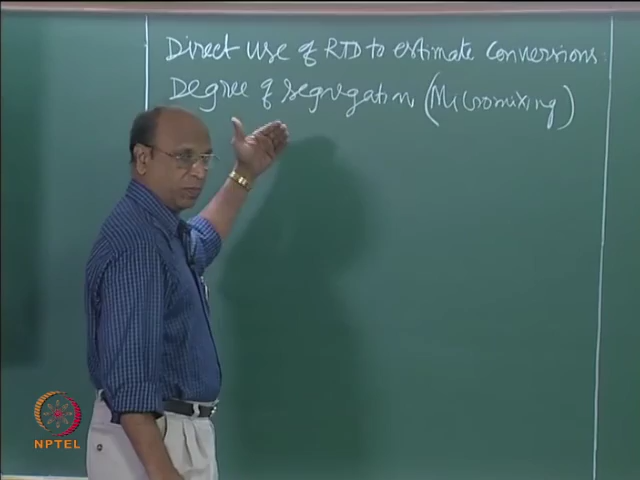 Direct use of RTD to estimate conversions:
Degree of segregation (Micromixing)
NPTEL